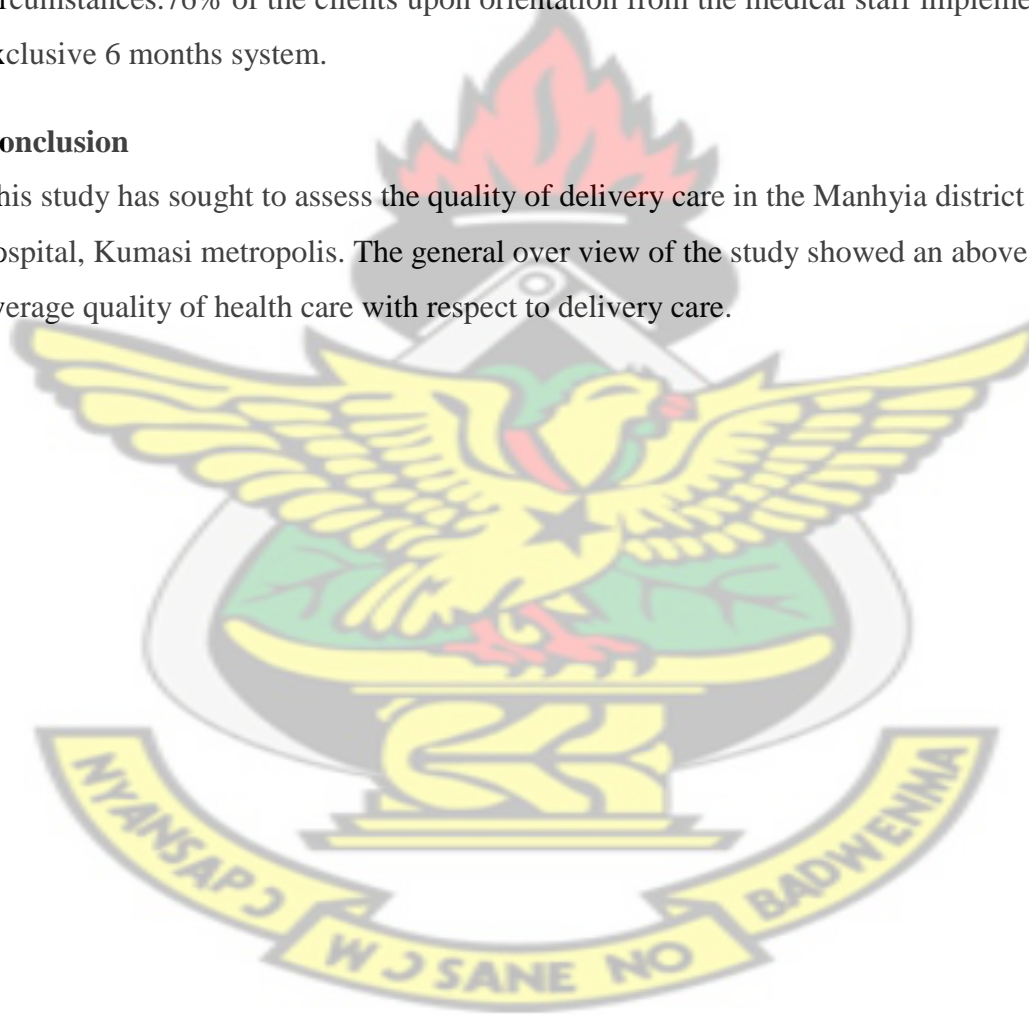 rcumstances.76% of the clients upon orientation from the medical staff impleme
xclusive 6 months system.
onclusion
his study has sought to assess the quality of delivery care in the Manhyia district
ospital, Kumasi metropolis. The general over view of the study showed an above
verage quality of health care with respect to delivery care.
NYANSAPƆ
WƆ SANE NO
BADWENMA